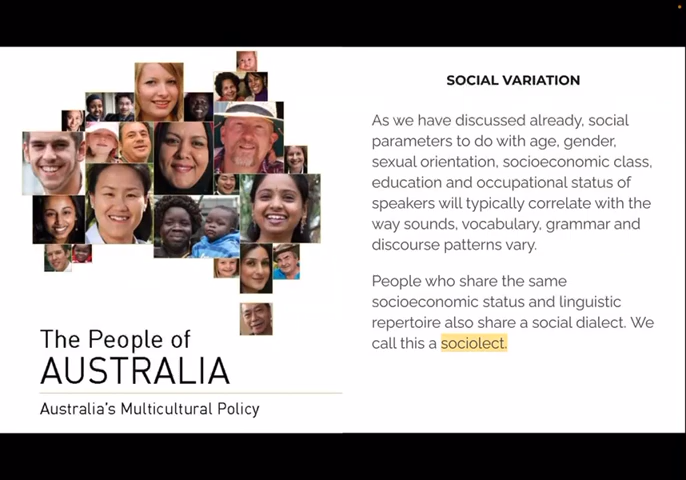 The People of
AUSTRALIA
Australia's Multicultural Policy
SOCIAL VARIATION
As we have discussed already, social
parameters to do with age, gender,
sexual orientation, socioeconomic class,
education and occupational status of
speakers will typically correlate with the
way sounds, vocabulary, grammar and
discourse patterns vary.
People who share the same
socioeconomic status and linguistic
repertoire also share a social dialect. We
call this a sociolect.